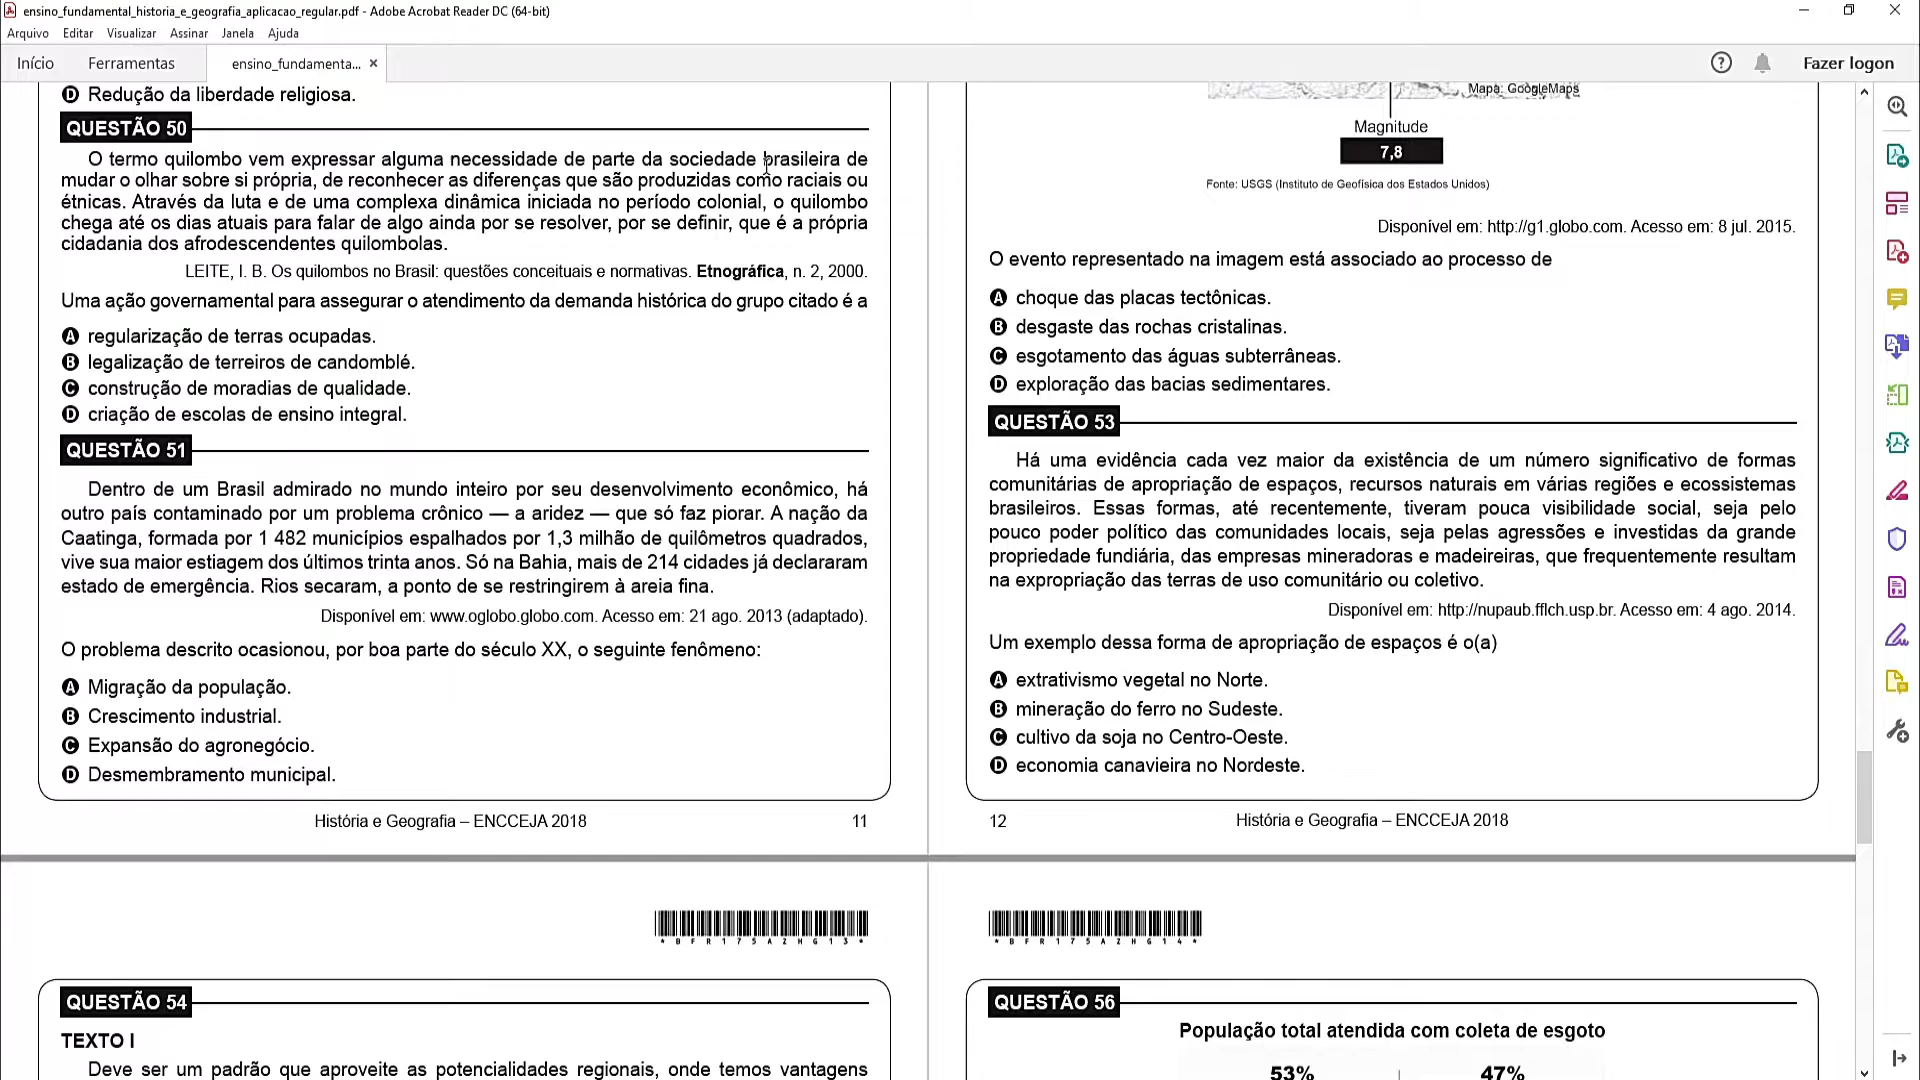 ensino_fundamental_historia_e_geografia_aplicacao_regular.pdf - Adobe Acrobat Reader DC (64-bit)
Arquivo Editar Visualizar Assinar Janela Ajuda
Início Ferramentas ensino_fundamenta... × Fazer logon
D Redução da liberdade religiosa.
QUESTÃO 50
O termo quilombo vem expressar alguma necessidade de parte da sociedade brasileira de
mudar o olhar sobre si própria, de reconhecer as diferenças que são produzidas como raciais ou
étnicas. Através da luta e de uma complexa dinâmica iniciada no período colonial, o quilombo
chega até os dias atuais para falar de algo ainda por se resolver, por se definir, que é a própria
cidadania dos afrodescendentes quilombolas.
LEITE, I. B. Os quilombos no Brasil: questões conceituais e normativas. Etnográfica, n. 2, 2000.
Uma ação governamental para assegurar o atendimento da demanda histórica do grupo citado é a
A regularização de terras ocupadas.
B legalização de terreiros de candomblé.
C construção de moradias de qualidade.
D criação de escolas de ensino integral.
QUESTÃO 51
Dentro de um Brasil admirado no mundo inteiro por seu desenvolvimento econômico, há
outro país contaminado por um problema crônico — a aridez — que só faz piorar. A nação da
Caatinga, formada por 1 482 municípios espalhados por 1,3 milhão de quilômetros quadrados,
vive sua maior estiagem dos últimos trinta anos. Só na Bahia, mais de 214 cidades já declararam
estado de emergência. Rios secaram, a ponto de se restringirem à areia fina.
Disponível em: www.oglobo.globo.com. Acesso em: 21 ago. 2013 (adaptado).
O problema descrito ocasionou, por boa parte do século XX, o seguinte fenômeno:
A Migração da população.
B Crescimento industrial.
C Expansão do agronegócio.
D Desmembramento municipal.
História e Geografia – ENCCEJA 2018 11
Mapa: GoogleMaps
Magnitude
7,8
Fonte: USGS (Instituto de Geofísica dos Estados Unidos)
Disponível em: http://g1.globo.com. Acesso em: 8 jul. 2015.
O evento representado na imagem está associado ao processo de
A choque das placas tectônicas.
B desgaste das rochas cristalinas.
C esgotamento das águas subterrâneas.
D exploração das bacias sedimentares.
QUESTÃO 53
Há uma evidência cada vez maior da existência de um número significativo de formas
comunitárias de apropriação de espaços, recursos naturais em várias regiões e ecossistemas
brasileiros. Essas formas, até recentemente, tiveram pouca visibilidade social, seja pelo
pouco poder político das comunidades locais, seja pelas agressões e investidas da grande
propriedade fundiária, das empresas mineradoras e madeireiras, que frequentemente resultam
na expropriação das terras de uso comunitário ou coletivo.
Disponível em: http://nupaub.fflch.usp.br. Acesso em: 4 ago. 2014.
Um exemplo dessa forma de apropriação de espaços é o(a)
A extrativismo vegetal no Norte.
B mineração do ferro no Sudeste.
C cultivo da soja no Centro-Oeste.
D economia canavieira no Nordeste.
12 História e Geografia – ENCCEJA 2018
*BFR175AZHG13*
QUESTÃO 54
TEXTO I
Deve ser um padrão que aproveite as potencialidades regionais, onde temos vantagens
*BFR175AZHG14*
QUESTÃO 56
População total atendida com coleta de esgoto
53% 47%